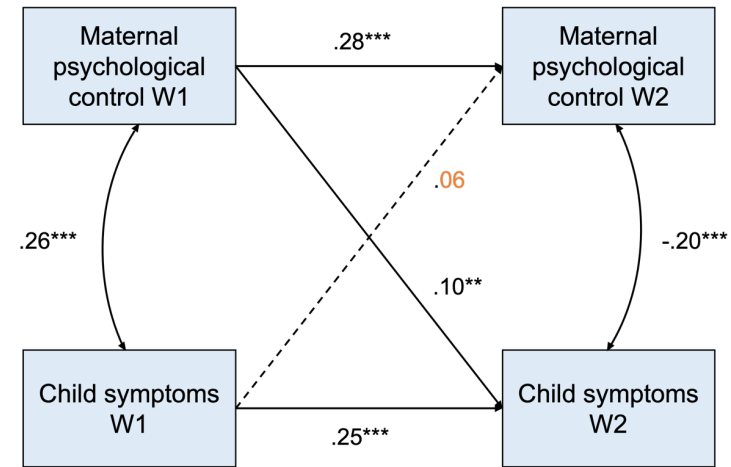 Maternal
psychological
control W1
.28***
Maternal
psychological
control W2
.06
.26***
-.20***
.10**
Child symptoms
W1
.25***
Child symptoms
W2